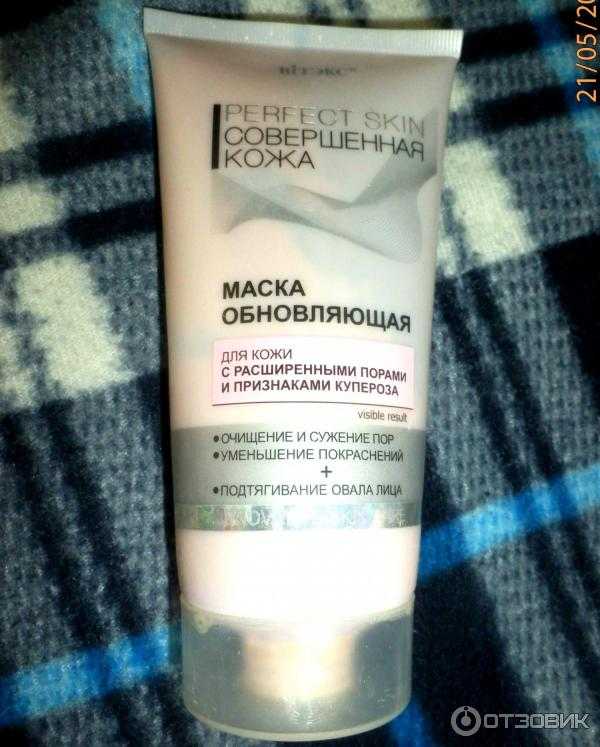 21/05/20
ВIТЭКС
PERFECT SKIN
СОВЕРШЕННАЯ
КОЖА
МАСКА
ОБНОВЛЯЮЩАЯ
ДЛЯ КОЖИ
С РАСШИРЕННЫМИ ПОРАМИ
И ПРИЗНАКАМИ КУПЕРОЗА
visible result
•ОЧИЩЕНИЕ И СУЖЕНИЕ ПОР
•УМЕНЬШЕНИЕ ПОКРАСНЕНИЙ
+
•ПОДТЯГИВАНИЕ ОВАЛА ЛИЦА
ОТЗОВИК